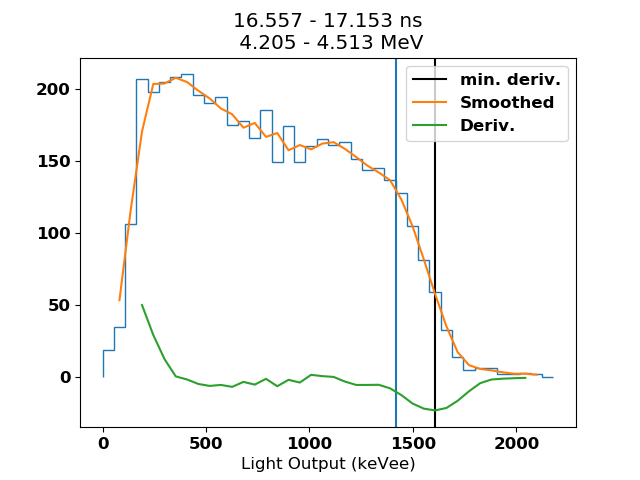 16.557 - 17.153 ns
4.205 - 4.513 MeV
min. deriv.
Smoothed
Deriv.
200
150
100
50
0
0 500 1000 1500 2000
Light Output (keVee)